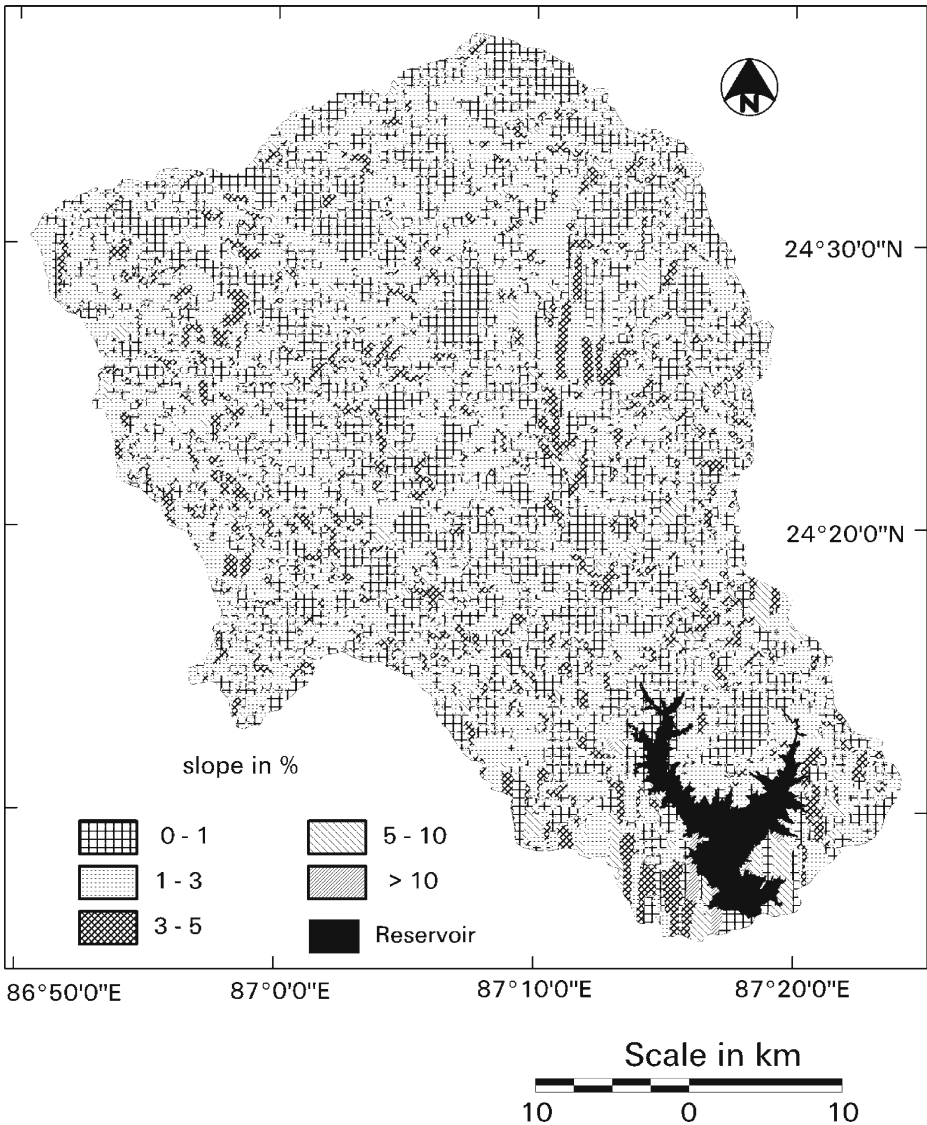 N
24°30'0"N
24°20'0"N
slope in %
0 - 1
1 - 3
3 - 5
5 - 10
> 10
Reservoir
86°50'0"E 87°0'0"E 87°10'0"E 87°20'0"E
Scale in km
10 0 10